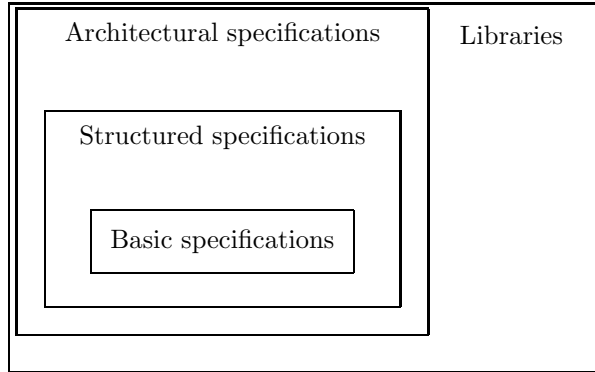 Architectural specifications
Libraries
Structured specifications
Basic specifications